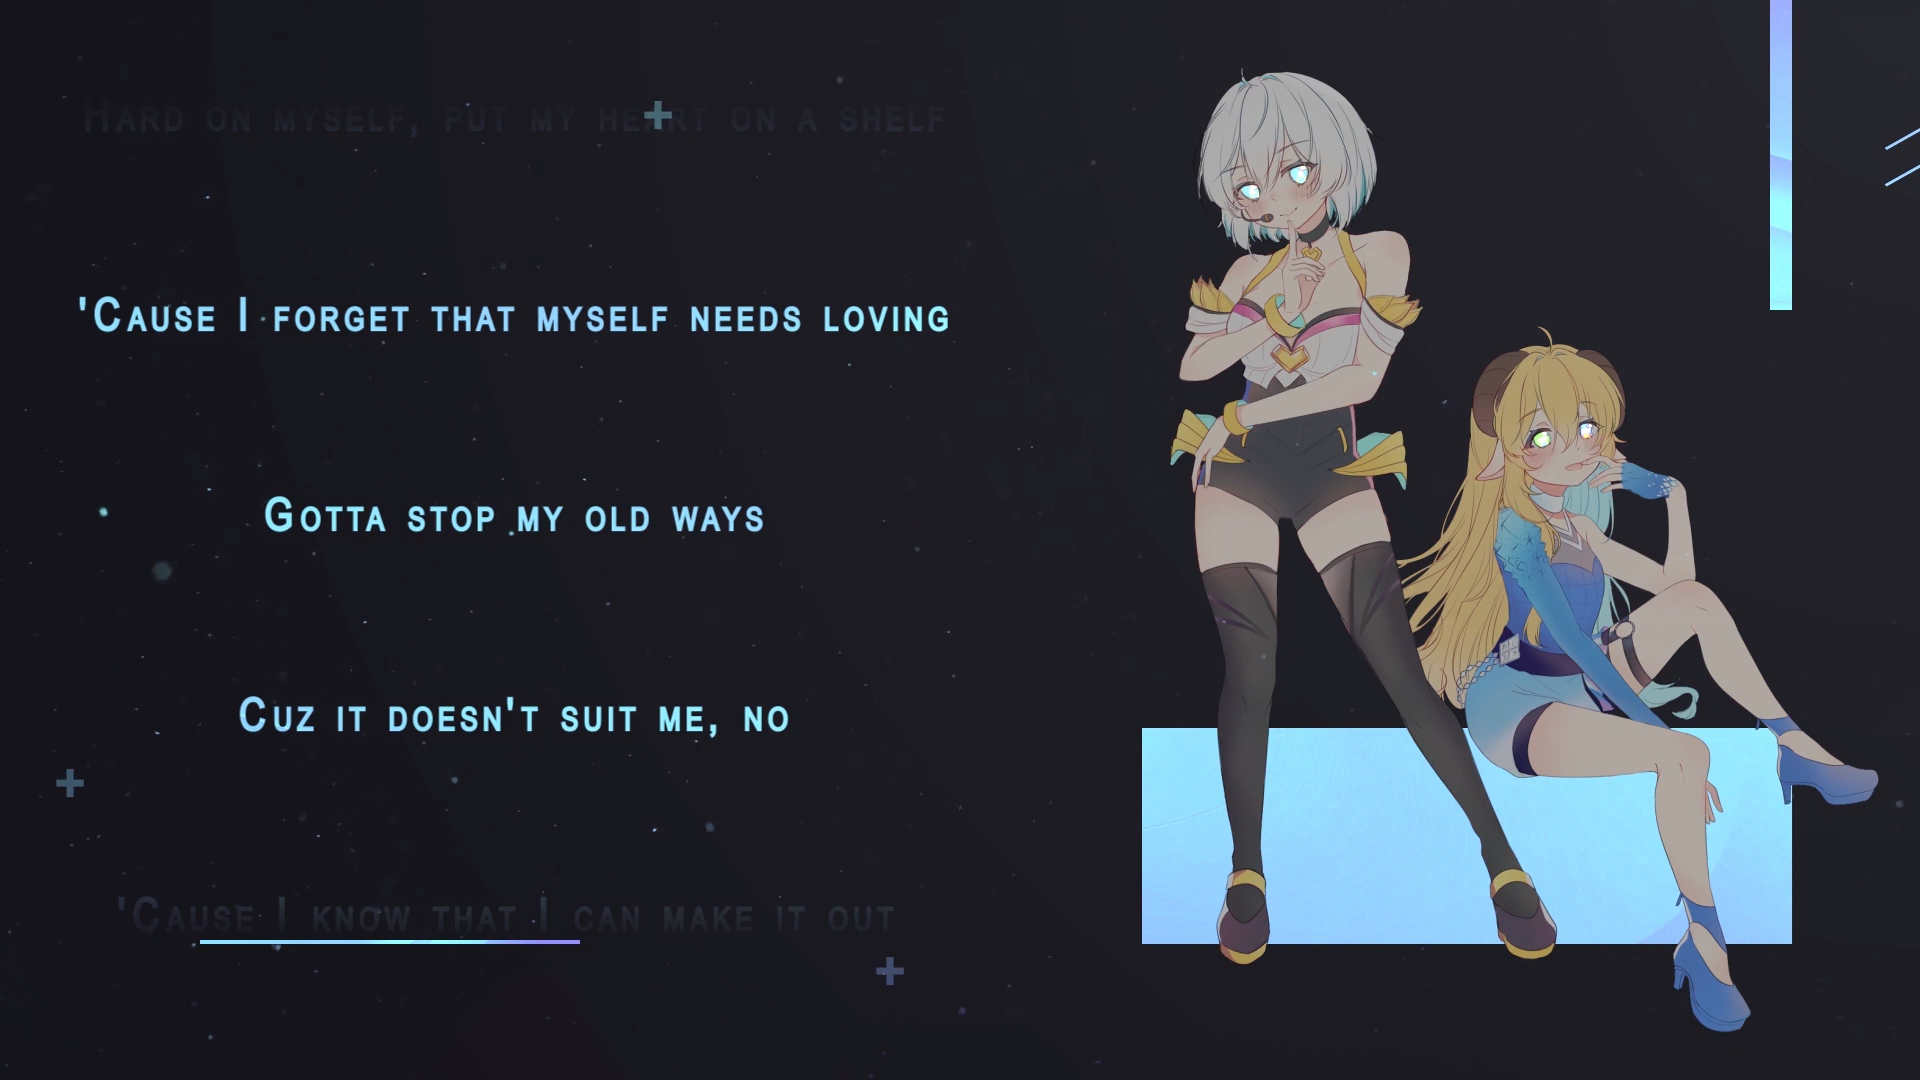 Hard on myself, put my heart on a shelf
'Cause I forget that myself needs loving
Gotta stop my old ways
Cuz it doesn't suit me, no
'Cause I know that I can make it out